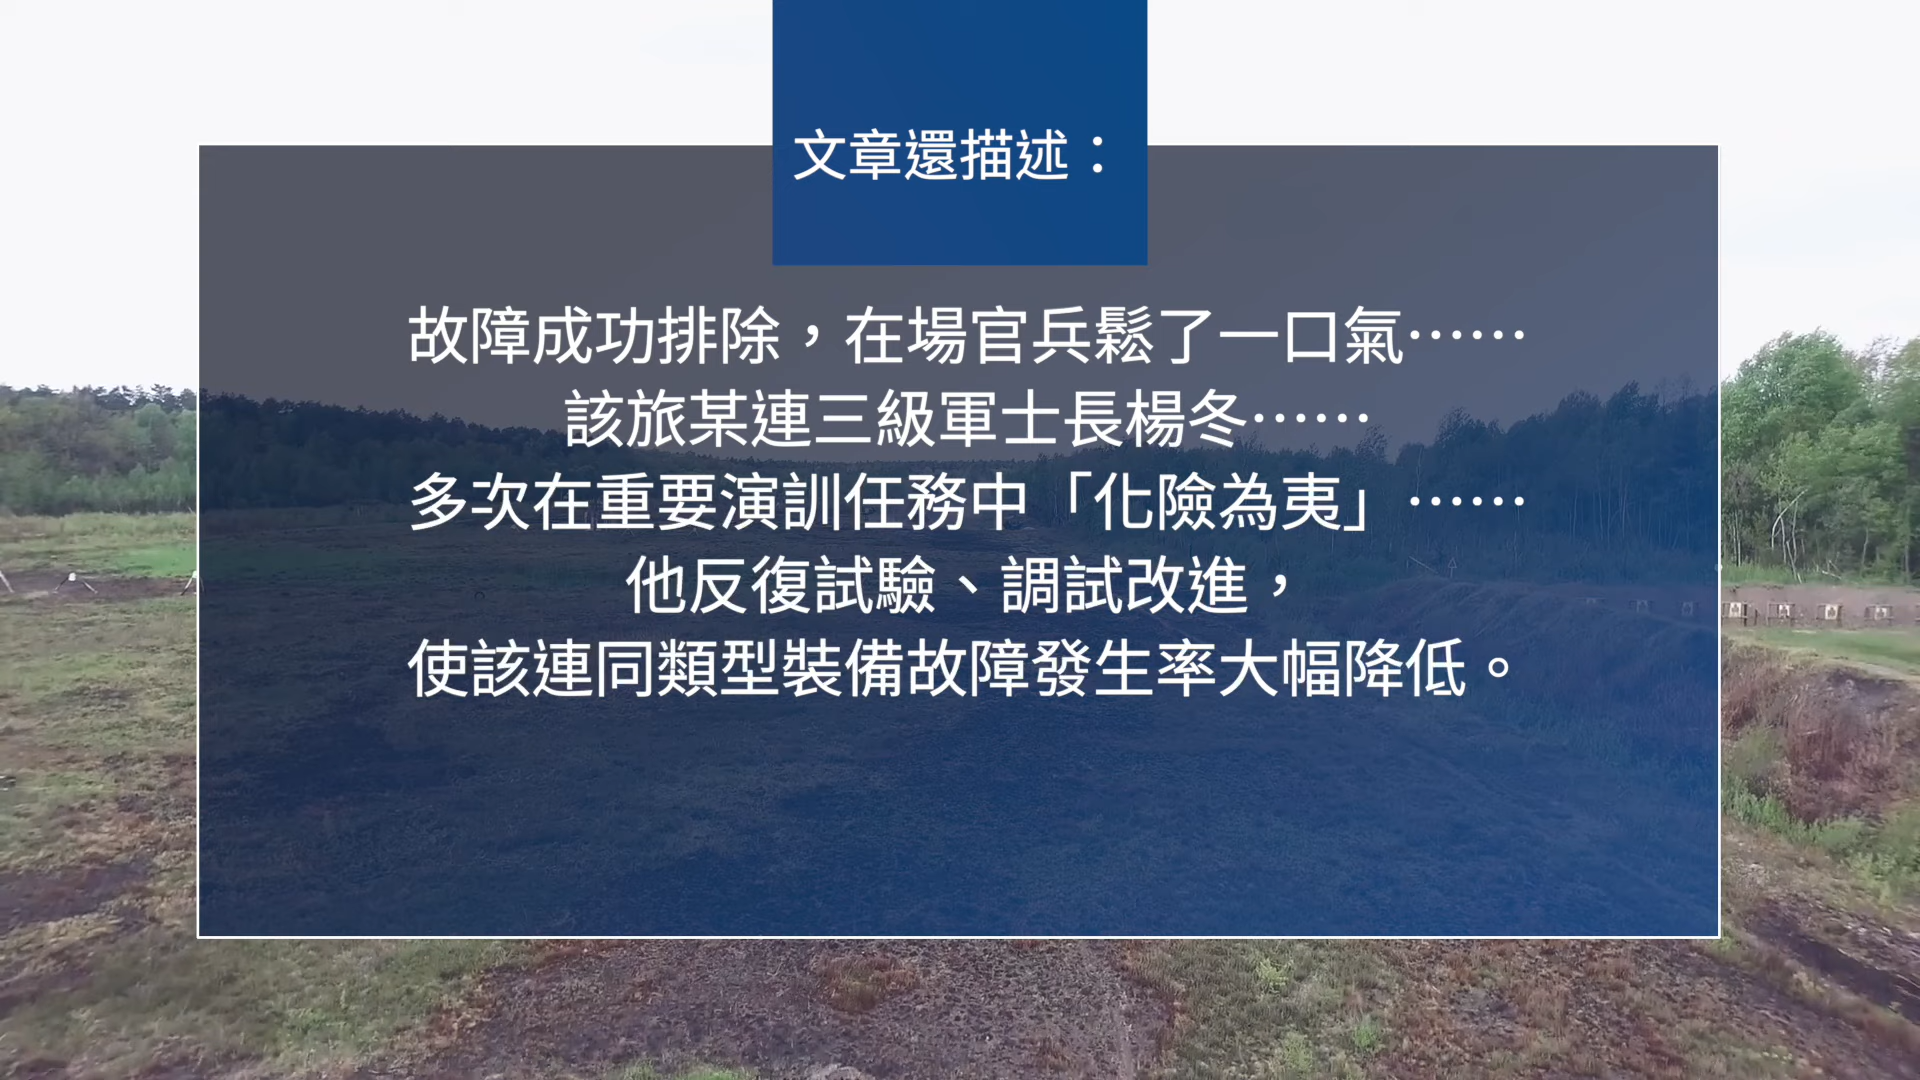 文章還描述：
故障成功排除，在場官兵鬆了一口氣⋯⋯
該旅某連三級軍士長楊冬⋯⋯
多次在重要演訓任務中「化險為夷」⋯⋯
他反復試驗、調試改進，
使該連同類型裝備故障發生率大幅降低。